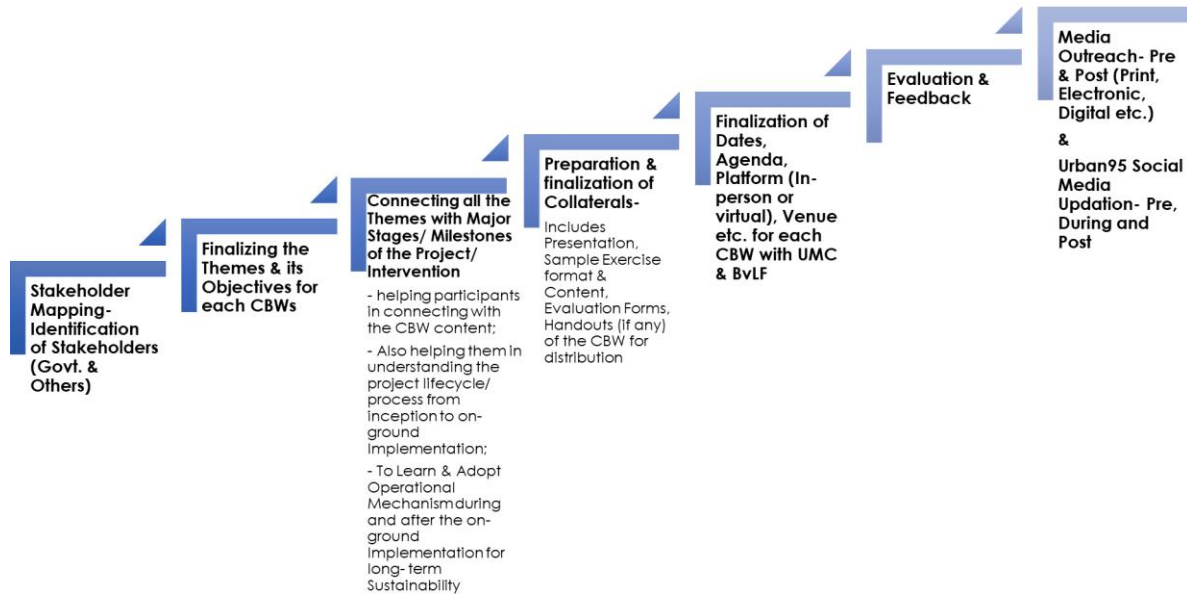 Stakeholder
Mapping-
Identification
of Stakeholders
(Govt. &
Others)
Finalizing the
Themes & its
Objectives for
each CBWs
Connecting all the
Themes with Major
Stages/ Milestones
of the Project/
Intervention
- helping participants
in connecting with
the CBW content;
- Also helping them in
understanding the
project lifecycle/
process from
inception to on-
ground
Implementation;
- To Learn & Adopt
Operational
Mechanism during
and after the on-
ground
Implementation for
long- term
Sustainability
Preparation &
finalization of
Collaterals-
Includes
Presentation,
Sample Exercise
format &
Content,
Evaluation Forms,
Handouts (if any)
of the CBW for
distribution
Finalization of
Dates,
Agenda,
Platform (In-
person or
virtual), Venue
etc. for each
CBW with UMC
& BvLF
Evaluation &
Feedback
Media
Outreach- Pre
& Post (Print,
Electronic,
Digital etc.)
&
Urban95 Social
Media
Updation- Pre,
During and
Post